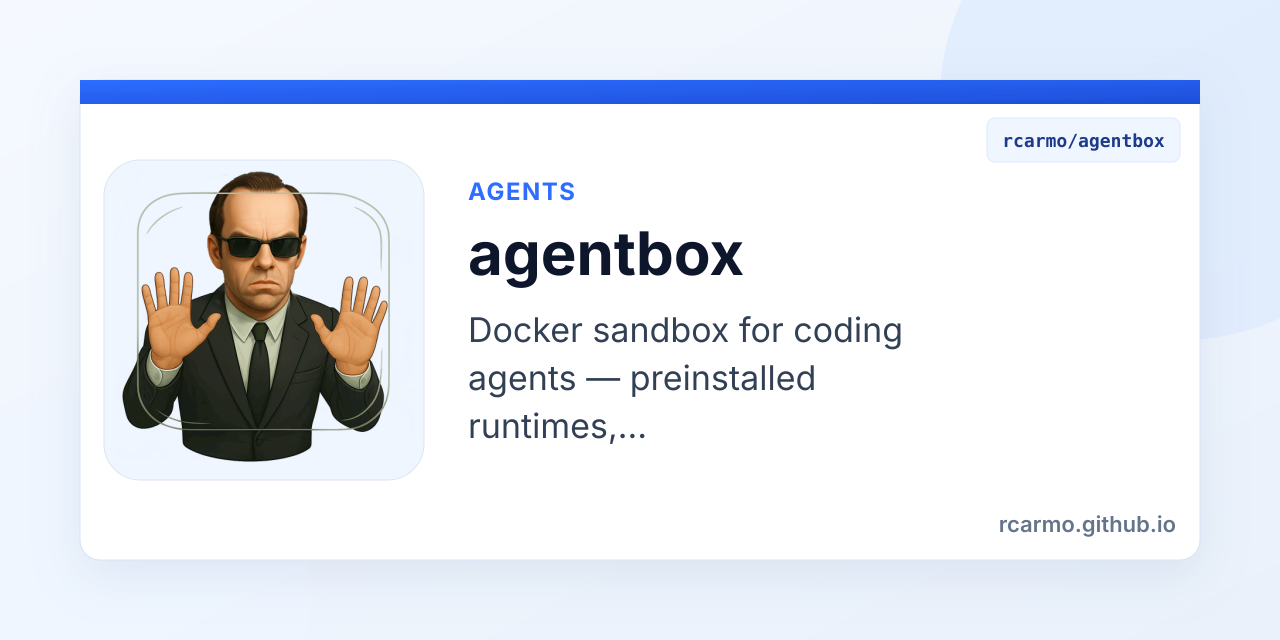 rcarmo/agentbox
AGENTS
agentbox
Docker sandbox for coding
agents — preinstalled
runtimes,...
rcarmo.github.io